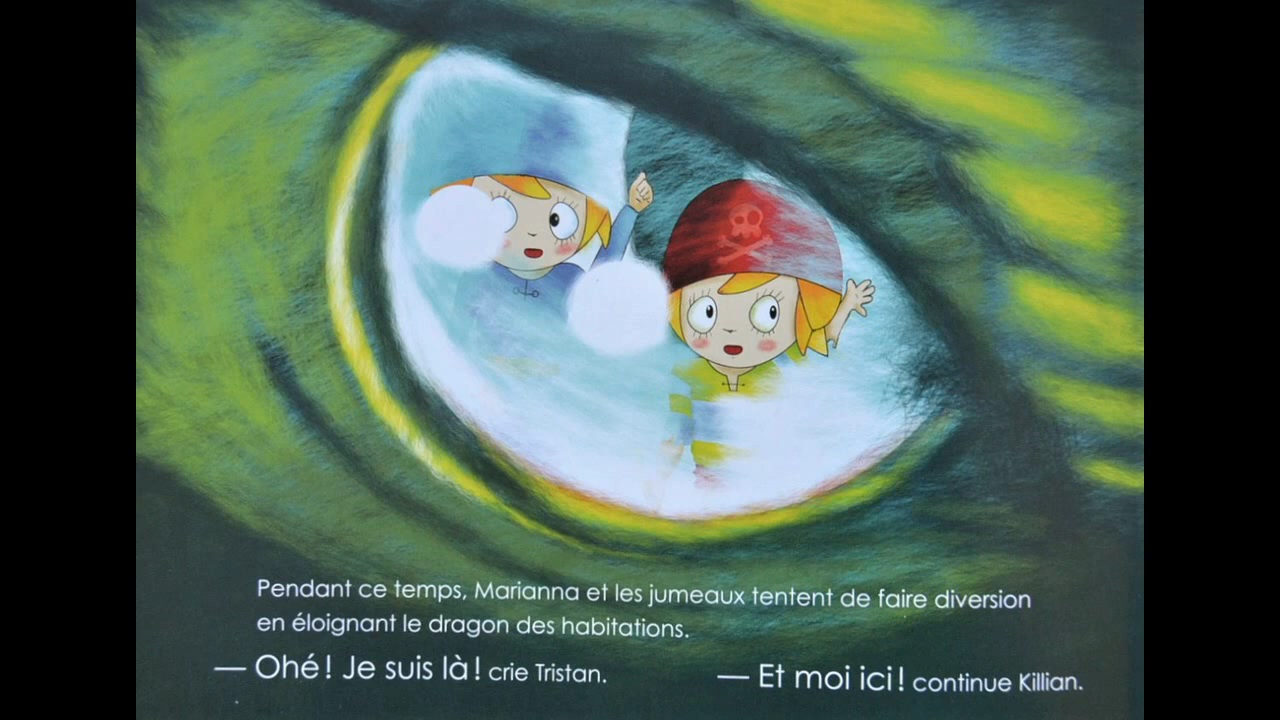 Pendant ce temps, Marianna et les jumeaux tentent de faire diversion
en éloignant le dragon des habitations.
— Ohé! Je suis là! crie Tristan.
— Et moi ici! continue Killian.